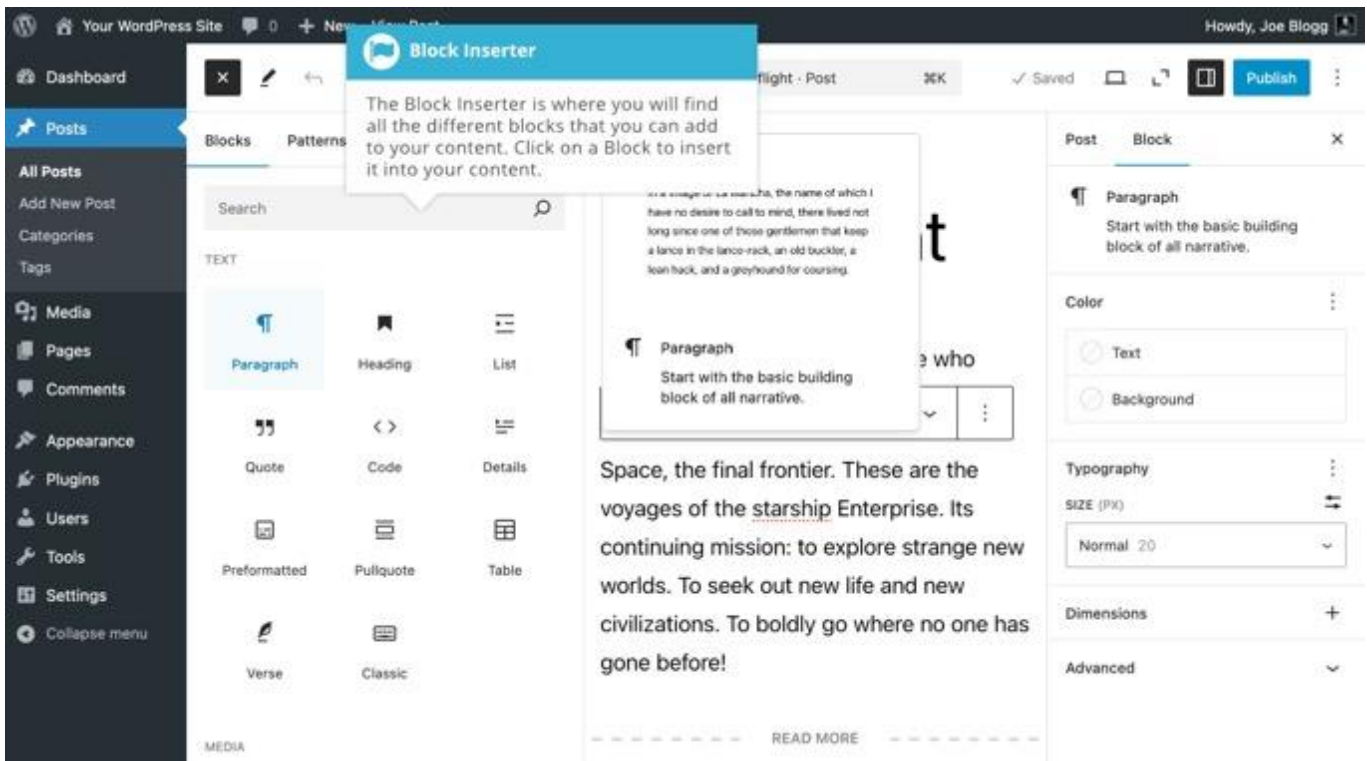 Your WordPress Site 0 + New View Post
Howdy, Joe Blogg
Dashboard
Posts
All Posts
Add New Post
Categories
Tags
Media
Pages
Comments
Appearance
Plugins
Users
Tools
Settings
Collapse menu
Block Inserter
The Block Inserter is where you will find
all the different blocks that you can add
to your content. Click on a Block to insert
it into your content.
flight · Post ⌘K
Saved
Publish
Blocks Patterns
Search
TEXT
Paragraph Heading List
Quote Code Details
Preformatted Pullquote Table
Verse Classic
MEDIA
the name of which I
have no desire to call to mind, there lived not
long since one of those gentlemen that keep
a lance in the lance-rack, an old buckler, a
lean hack, and a greyhound for coursing.
Paragraph
Start with the basic building
block of all narrative.
t
who
Space, the final frontier. These are the
voyages of the starship Enterprise. Its
continuing mission: to explore strange new
worlds. To seek out new life and new
civilizations. To boldly go where no one has
gone before!
READ MORE
Post Block
Paragraph
Start with the basic building
block of all narrative.
Color
Text
Background
Typography
SIZE (PX)
Normal 20
Dimensions
Advanced